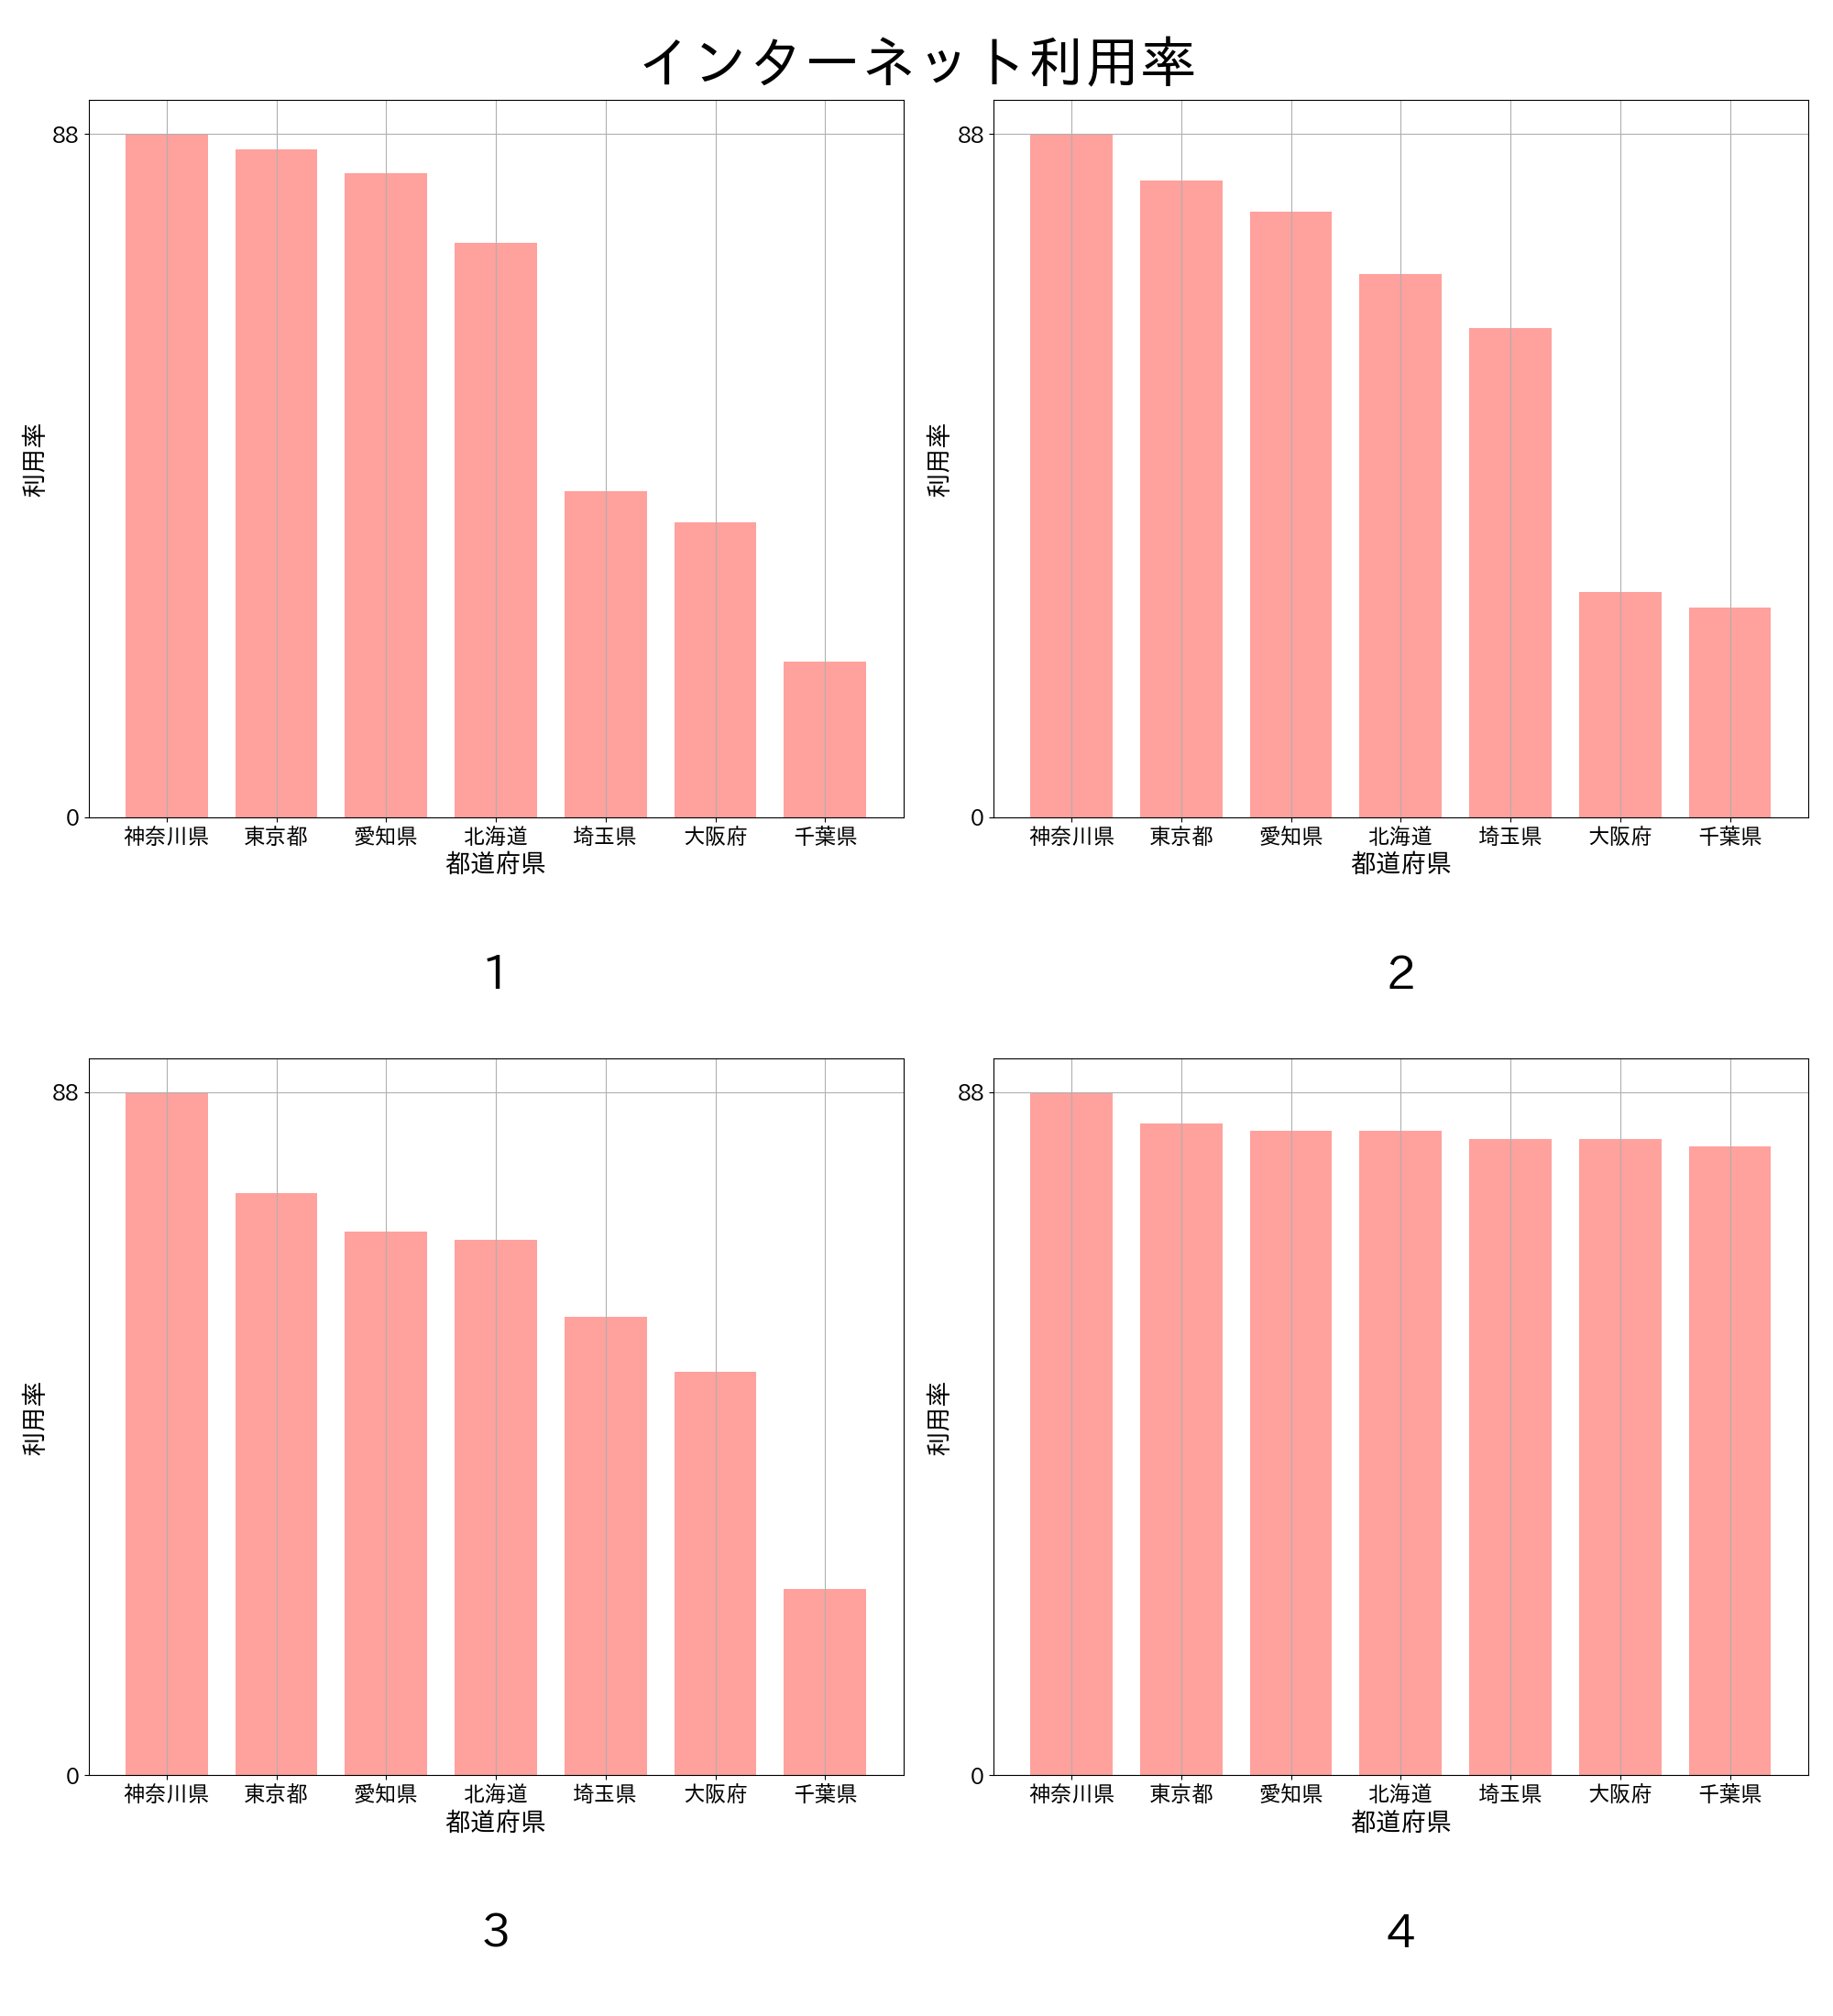 インターネット利用率
88
0
利用率
神奈川県 東京都 愛知県 北海道 埼玉県 大阪府 千葉県
都道府県
1
88
0
利用率
神奈川県 東京都 愛知県 北海道 埼玉県 大阪府 千葉県
都道府県
2
88
0
利用率
神奈川県 東京都 愛知県 北海道 埼玉県 大阪府 千葉県
都道府県
3
88
0
利用率
神奈川県 東京都 愛知県 北海道 埼玉県 大阪府 千葉県
都道府県
4